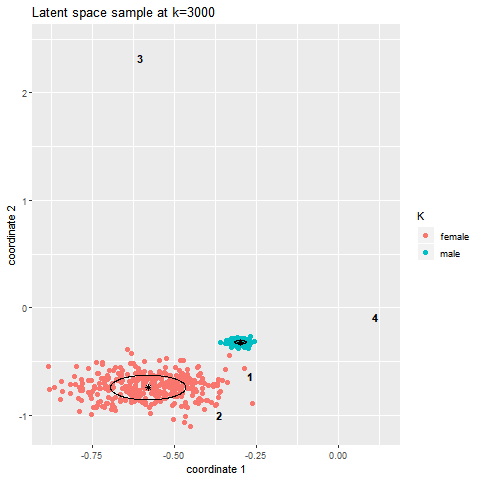 Latent space sample at k=3000
3
2
1
0
-1
4
1
2
-0.75
-0.50
-0.25
0.00
coordinate 1
coordinate 2
K
female
male